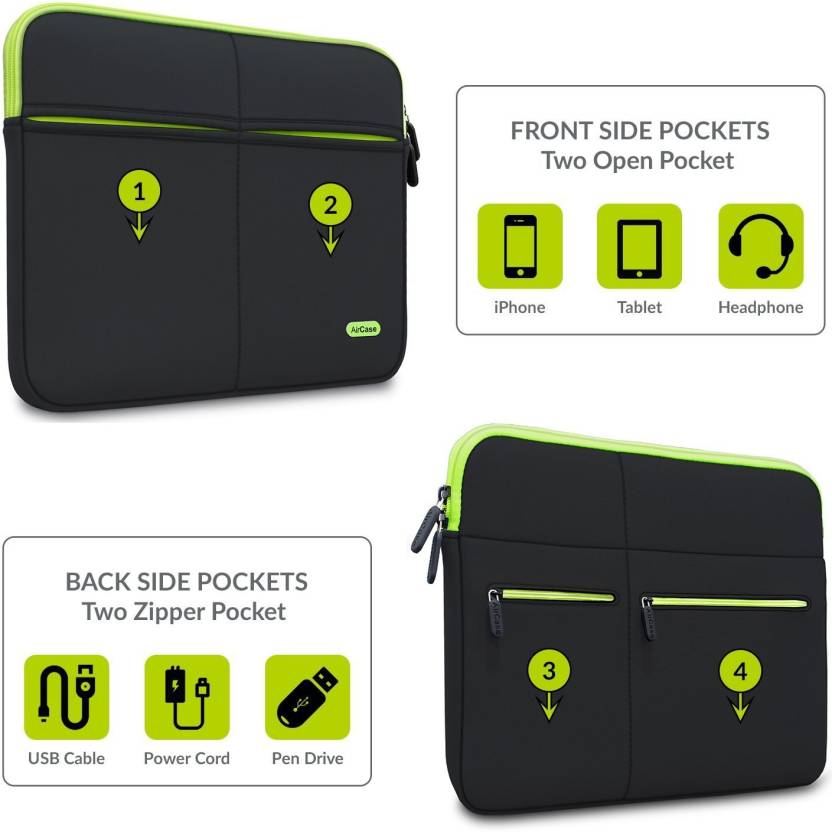 1
2
AirCase
FRONT SIDE POCKETS
Two Open Pocket
iPhone
Tablet
Headphone
BACK SIDE POCKETS
Two Zipper Pocket
USB Cable
Power Cord
Pen Drive
AirCase
3
4